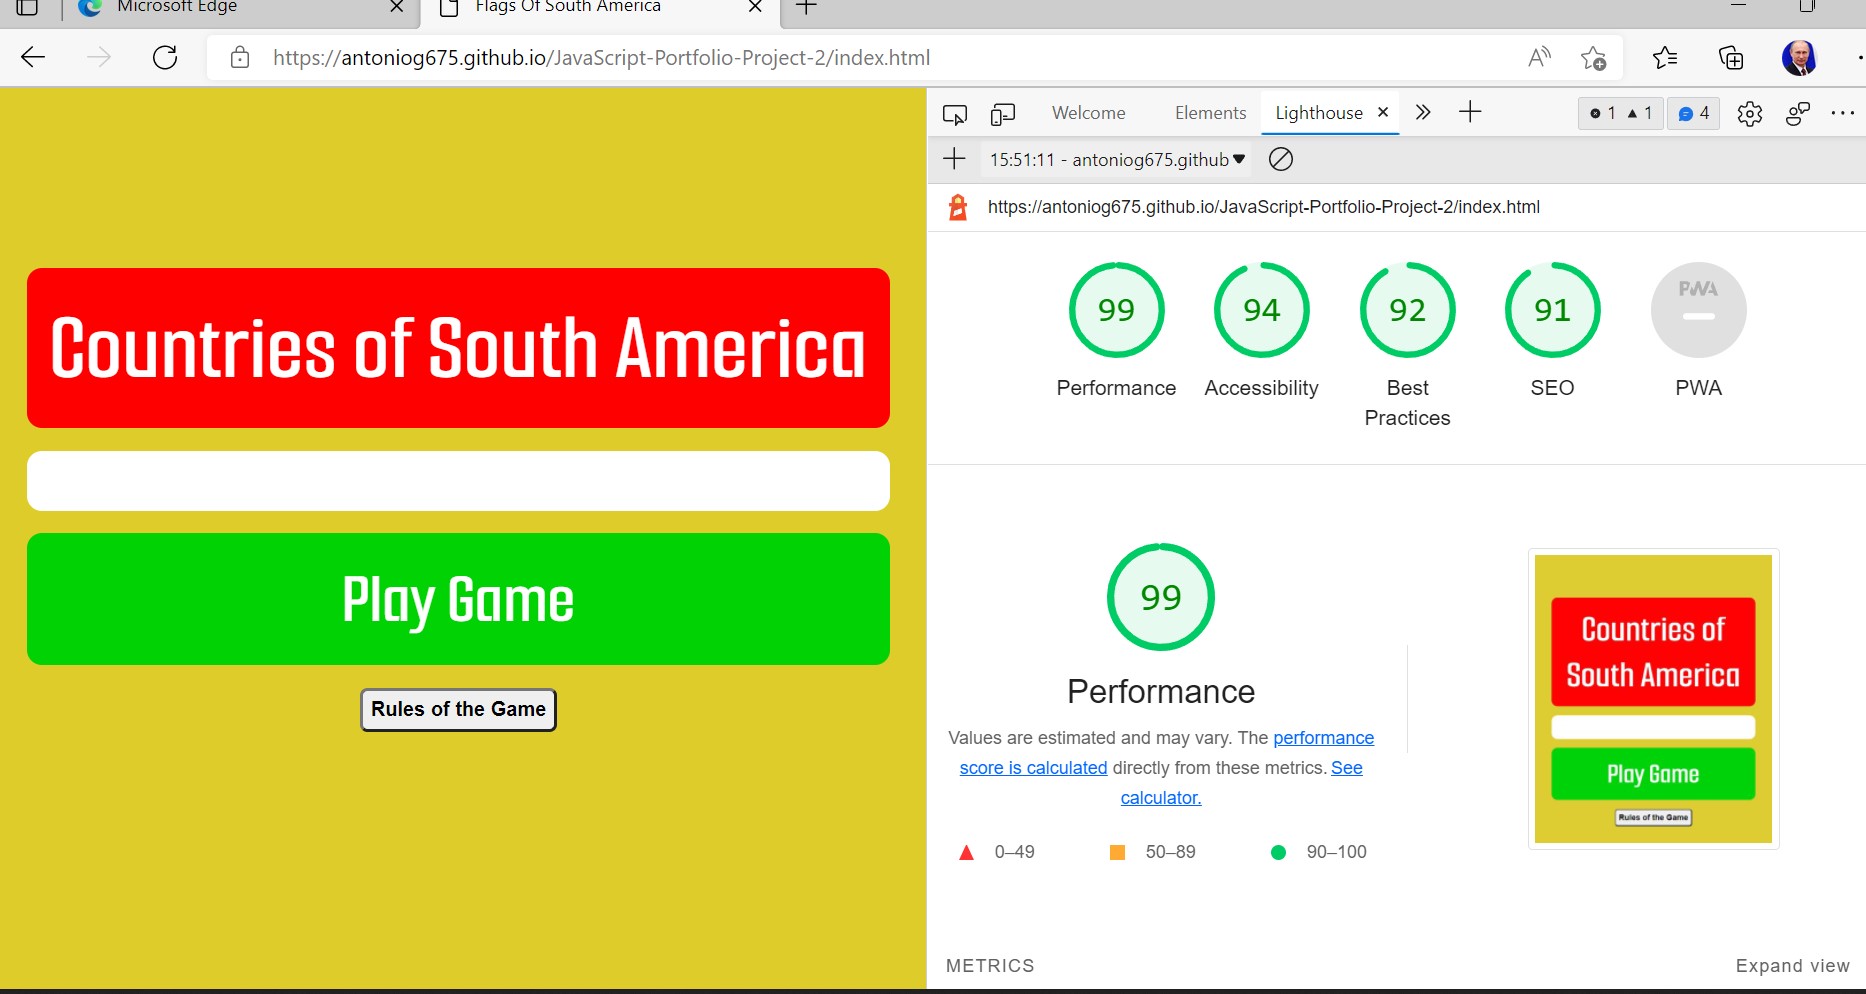 Microsoft Edge
Flags Of South America
https://antoniog675.github.io/JavaScript-Portfolio-Project-2/index.html
Welcome
Elements
Lighthouse
1
1
4
15:51:11 - antoniog675.github
https://antoniog675.github.io/JavaScript-Portfolio-Project-2/index.html
Countries of South America
Play Game
Rules of the Game
99
94
92
91
PWA
Performance
Accessibility
Best
Practices
SEO
PWA
99
Performance
Values are estimated and may vary. The performance
score is calculated directly from these metrics. See
calculator.
0–49
50–89
90–100
Countries of
South America
Play Game
Rules of the Game
METRICS
Expand view